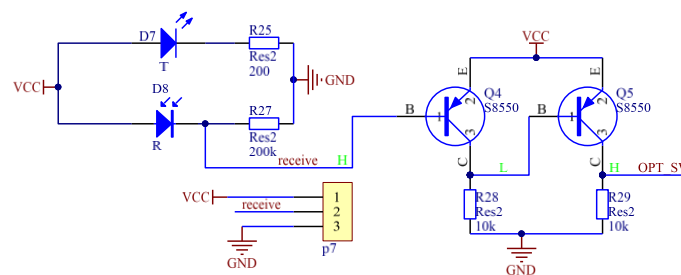 D7
R25
T
Res2
200
VCC
GND
D8
R
R27
Res2
200k
receive
H
VCC
E
E
Q4
S8550
2
B
1
3
C
Q5
S8550
2
B
1
3
C
L
H
OPT_SW
R28
Res2
10k
R29
Res2
10k
GND
VCC
receive
1
2
3
GND
p7